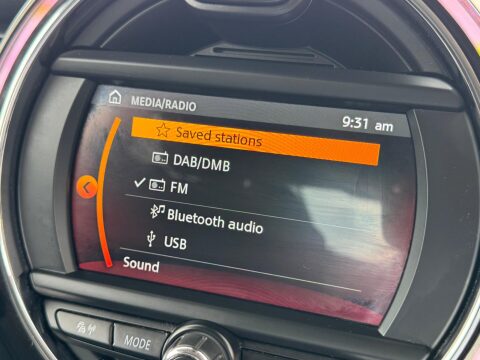 MEDIA/RADIO
9:31 am
Saved stations
DAB/DMB
FM
Bluetooth audio
USB
Sound
MODE